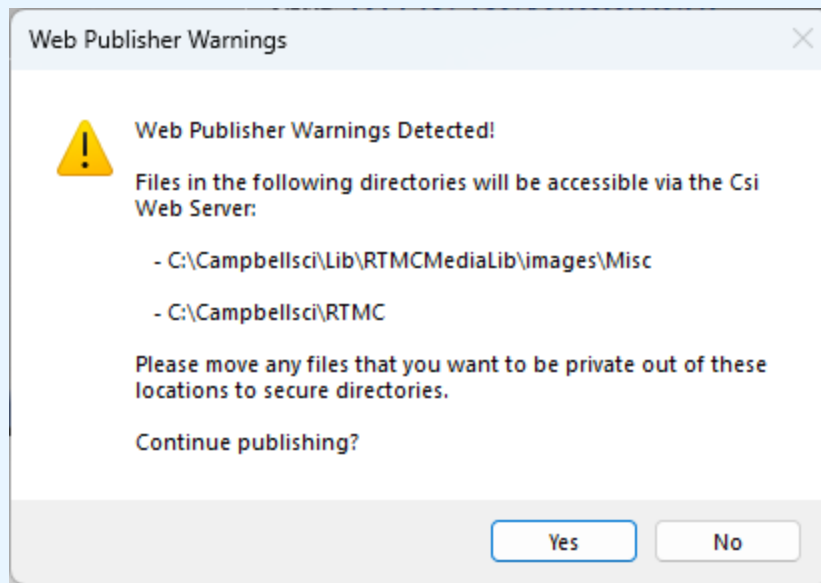 Web Publisher Warnings
Web Publisher Warnings Detected!
Files in the following directories will be accessible via the Csi
Web Server:
- C:\Campbellsci\Lib\RTMCMediaLib\images\Misc
- C:\Campbellsci\RTMC
Please move any files that you want to be private out of these
locations to secure directories.
Continue publishing?
Yes
No